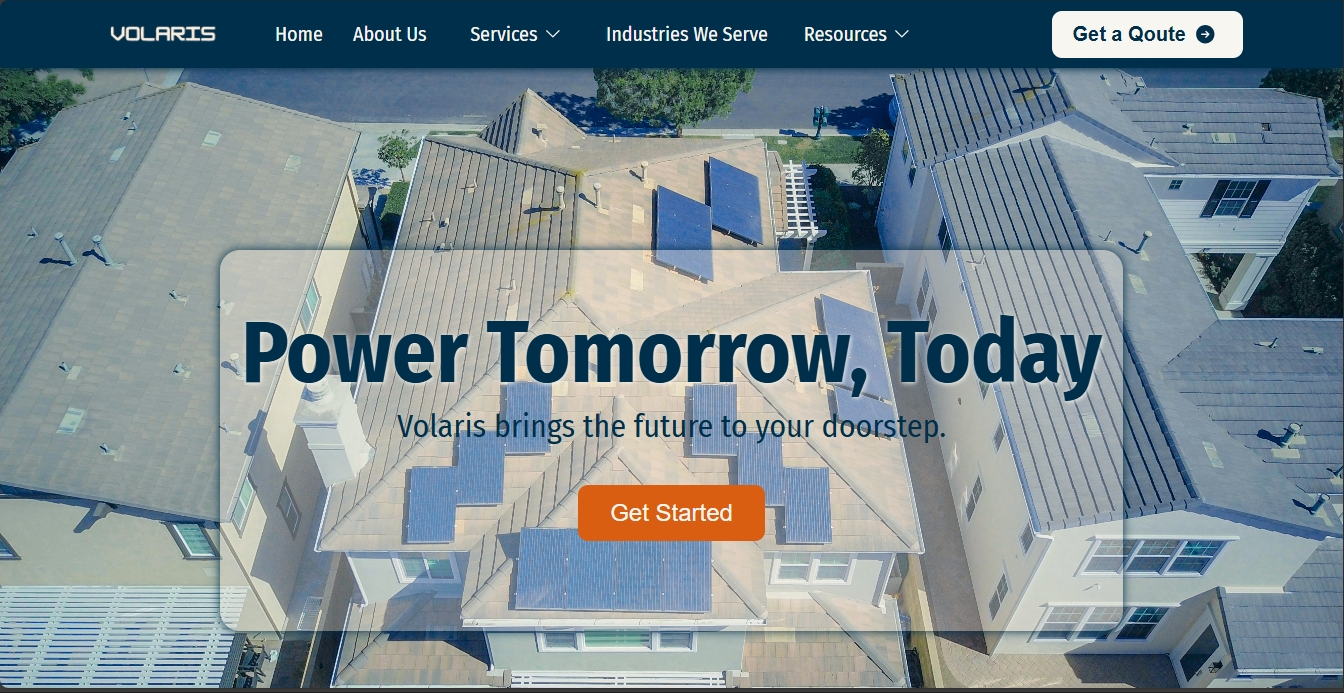 VOLARIS
Home About Us Services Industries We Serve Resources Get a Qoute
Power Tomorrow, Today
Volaris brings the future to your doorstep.
Get Started